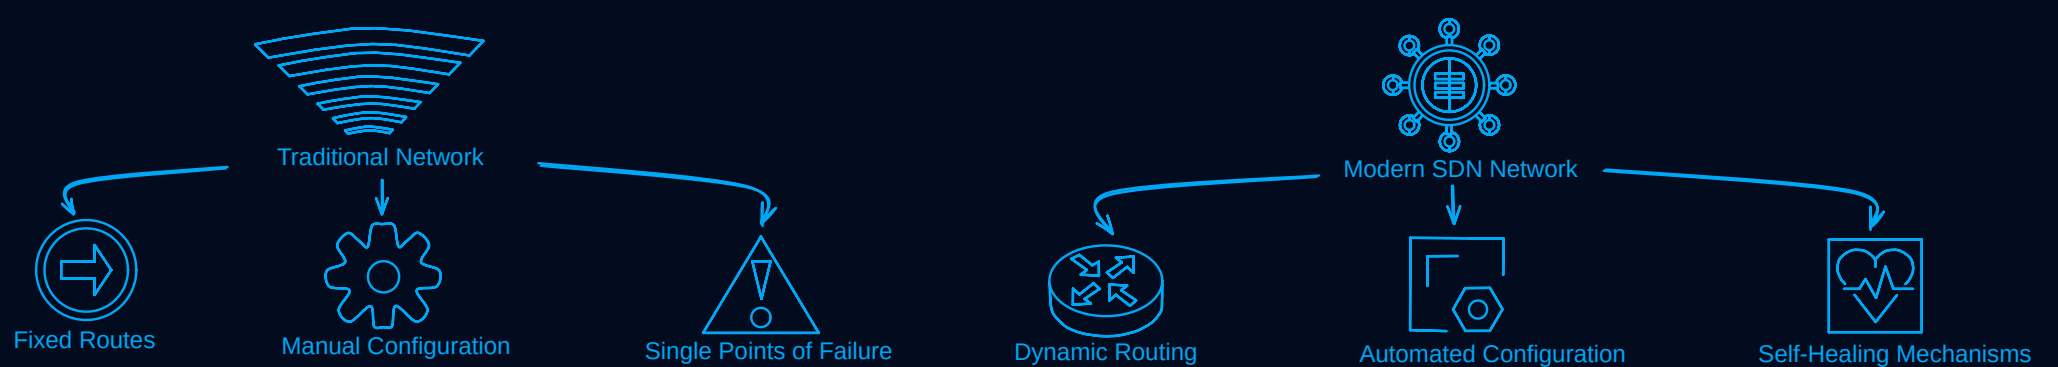 Traditional Network
Fixed Routes
Manual Configuration
Single Points of Failure
Modern SDN Network
Dynamic Routing
Automated Configuration
Self-Healing Mechanisms